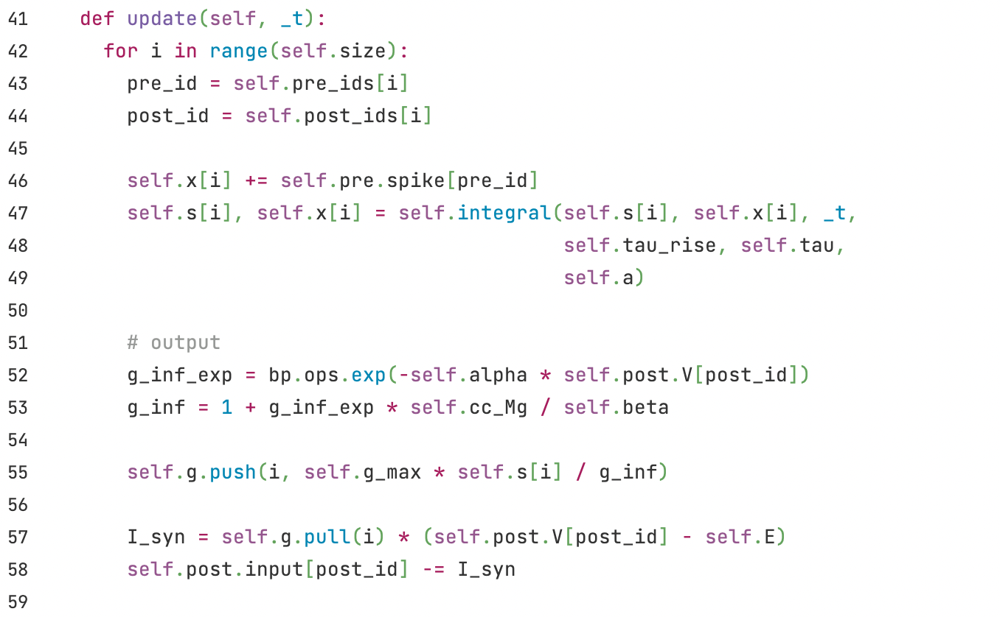 41    def update(self, _t):
42      for i in range(self.size):
43        pre_id = self.pre_ids[i]
44        post_id = self.post_ids[i]
45
46        self.x[i] += self.pre.spike[pre_id]
47        self.s[i], self.x[i] = self.integral(self.s[i], self.x[i], _t,
48                                             self.tau_rise, self.tau,
49                                             self.a)
50
51        # output
52        g_inf_exp = bp.ops.exp(-self.alpha * self.post.V[post_id])
53        g_inf = 1 + g_inf_exp * self.cc_Mg / self.beta
54
55        self.g.push(i, self.g_max * self.s[i] / g_inf)
56
57        I_syn = self.g.pull(i) * (self.post.V[post_id] - self.E)
58        self.post.input[post_id] -= I_syn
59